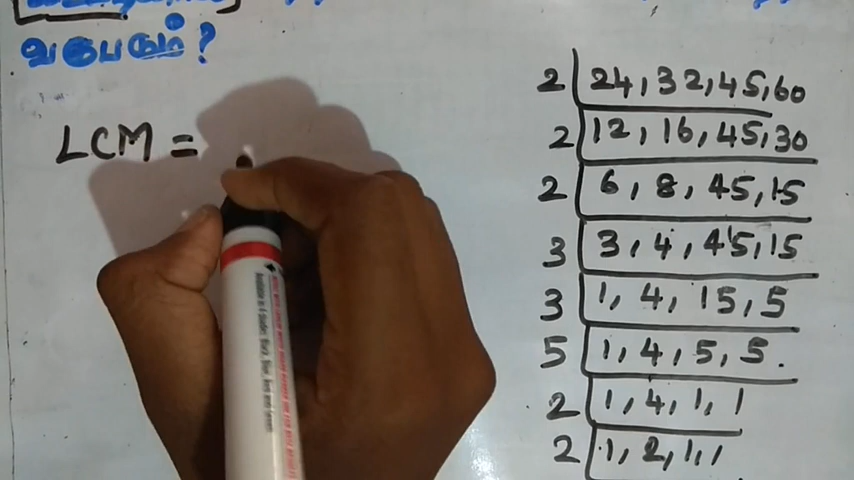 வகுபடும்?
LCM =
2 | 24, 32, 45, 60
2 | 12, 16, 45, 30
2 | 6, 8, 45, 15
3 | 3, 4, 45, 15
3 | 1, 4, 15, 5
5 | 1, 4, 5, 5.
2 | 1, 4, 1, 1
2 | 1, 2, 1, 1